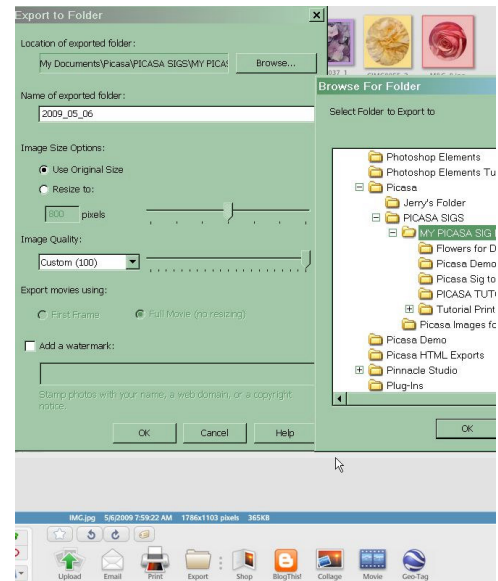 Export to Folder
Location of exported folder:
My Documents\Picasa\PICASA SIGS\MY PICAS
Browse...
Name of exported folder:
2009_05_06
Image Size Options:
Use Original Size
Resize to:
800 pixels
Image Quality:
Custom (100)
Export movies using:
First Frame
Full Movie (no resizing)
Add a watermark:
Stamp photos with your name, a web domain, or a copyright
notice.
OK
Cancel
Help
Browse For Folder
Select Folder to Export to
Photoshop Elements
Photoshop Elements Tu
Picasa
Jerry's Folder
PICASA SIGS
MY PICASA SIG
Flowers for D
Picasa Demo
Picasa Sig to
PICASA TUT
Tutorial Print
Picasa Images fo
Picasa Demo
Picasa HTML Exports
Pinnacle Studio
Plug-Ins
OK
IMG.jpg 5/6/2009 7:59:22 AM 1786x1103 pixels 365KB
Upload
Email
Print
Export
Shop
BlogThis!
Collage
Movie
Geo-Tag